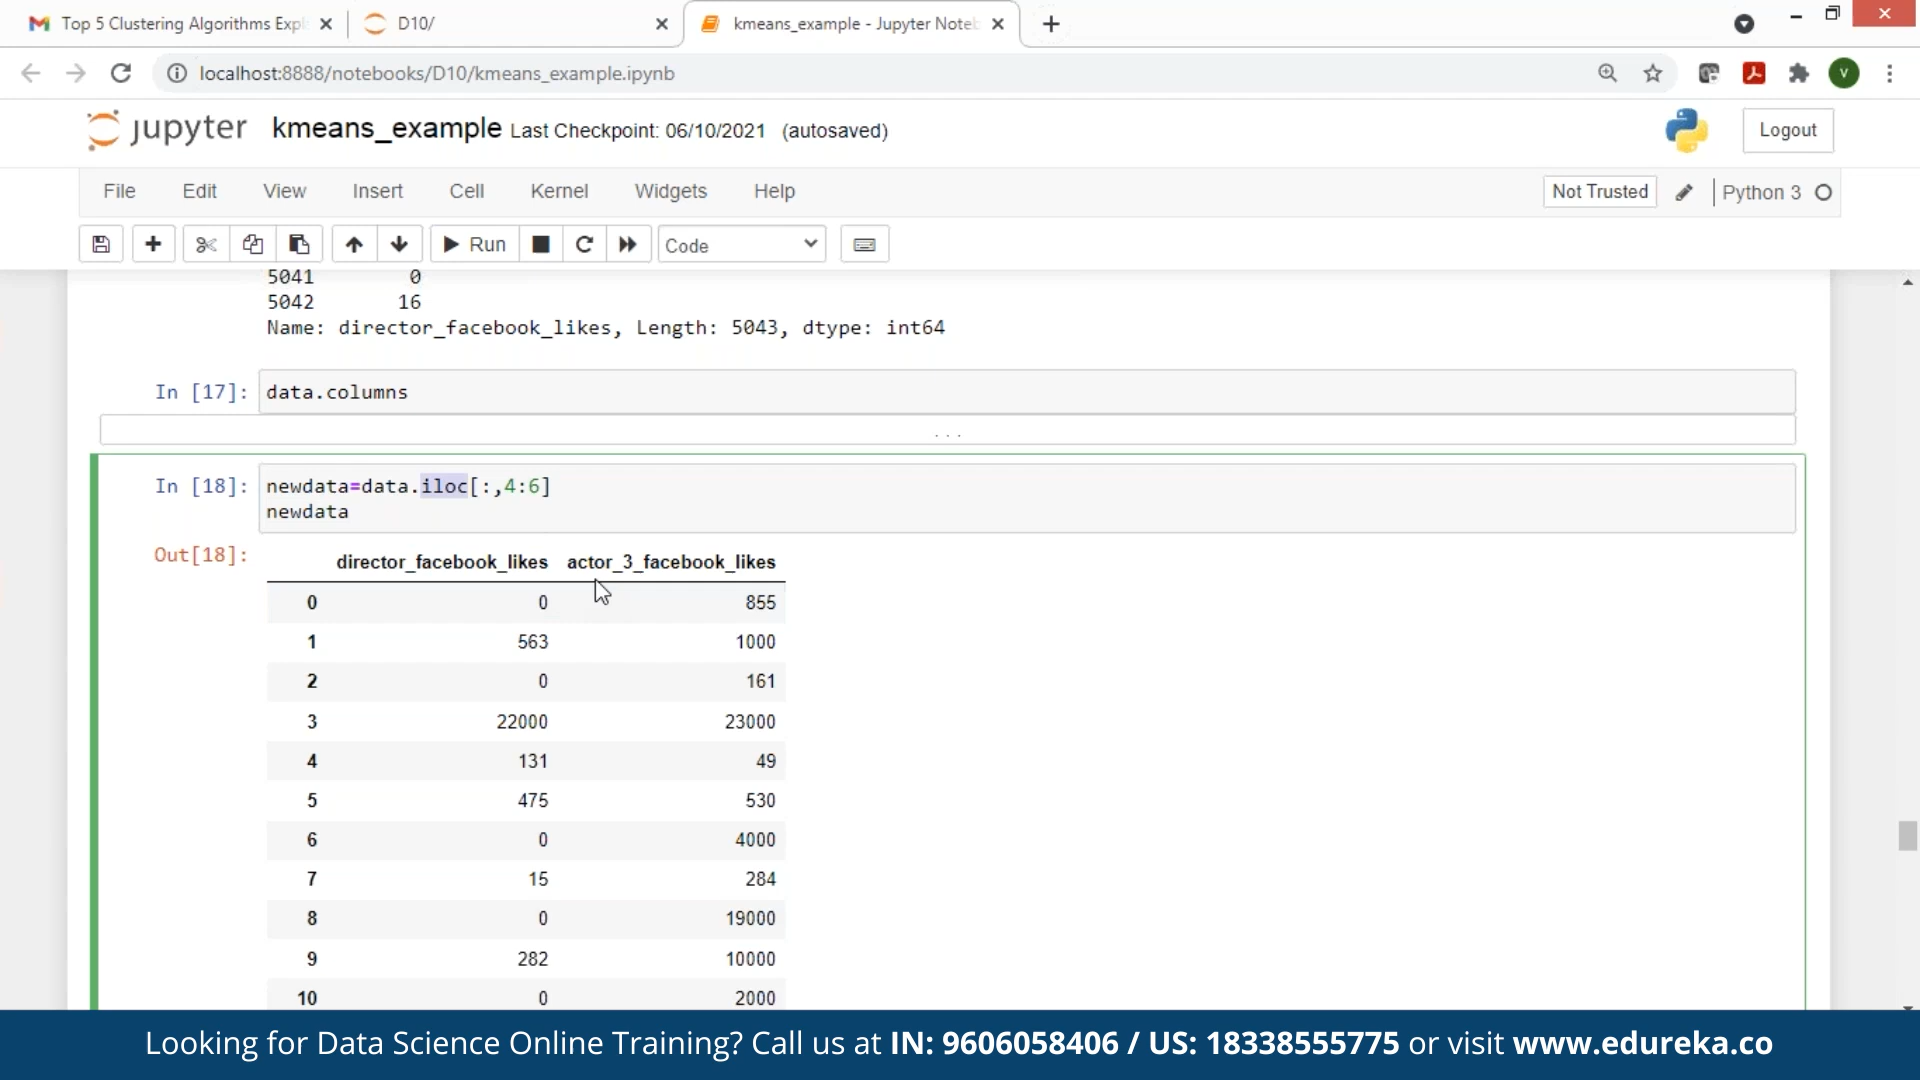 Top 5 Clustering Algorithms Expl
D10/
kmeans_example - Jupyter Noteb
localhost:8888/notebooks/D10/kmeans_example.ipynb
V
jupyter kmeans_example Last Checkpoint: 06/10/2021 (autosaved)
Logout
File Edit View Insert Cell Kernel Widgets Help
Not Trusted Python 3
Run Code
5041 0
5042 16
Name: director_facebook_likes, Length: 5043, dtype: int64
In [17]: data.columns
...
In [18]: newdata=data.iloc[:,4:6]
newdata
Out[18]: director_facebook_likes actor_3_facebook_likes
0 0 855
1 563 1000
2 0 161
3 22000 23000
4 131 49
5 475 530
6 0 4000
7 15 284
8 0 19000
9 282 10000
10 0 2000
Looking for Data Science Online Training? Call us at IN: 9606058406 / US: 18338555775 or visit www.edureka.co